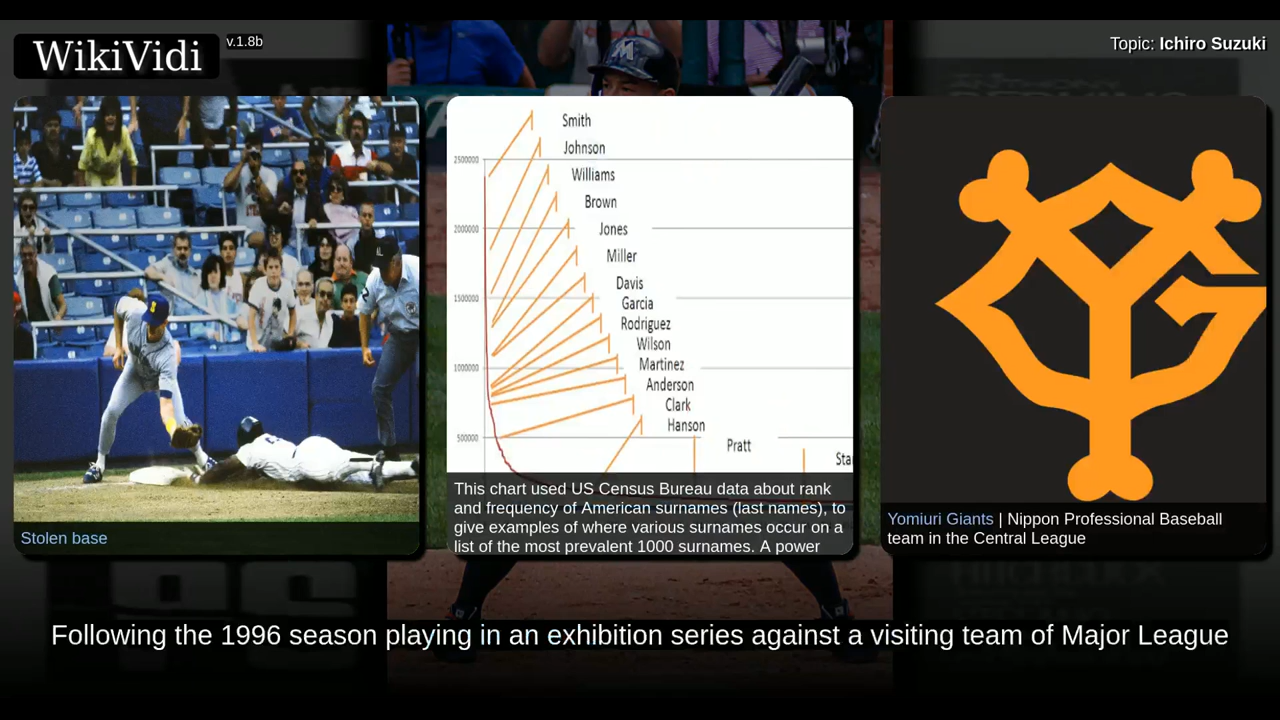 WikiVidi
v.1.8b
Topic: Ichiro Suzuki
Stolen base
Smith
Johnson
2500000
Williams
Brown
2000000
Jones
Miller
Davis
1500000
Garcia
Rodriguez
Wilson
1000000
Martinez
Anderson
Clark
Hanson
500000
Pratt
Sta
This chart used US Census Bureau data about rank
and frequency of American surnames (last names), to
give examples of where various surnames occur on a
list of the most prevalent 1000 surnames. A power
Yomiuri Giants | Nippon Professional Baseball
team in the Central League
Following the 1996 season playing in an exhibition series against a visiting team of Major League